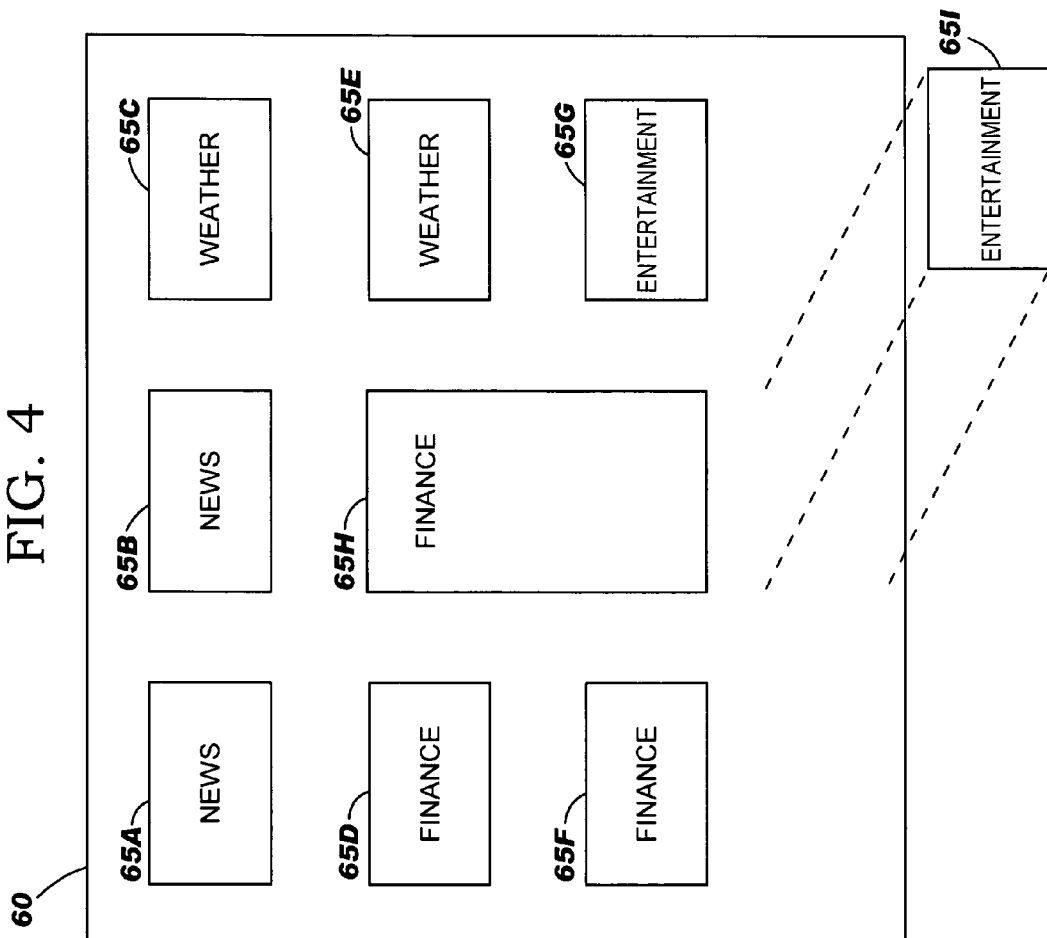 FIG. 4
60
65A
NEWS
65B
NEWS
65C
WEATHER
65D
FINANCE
65H
FINANCE
65E
WEATHER
65F
FINANCE
65G
ENTERTAINMENT
65I
ENTERTAINMENT